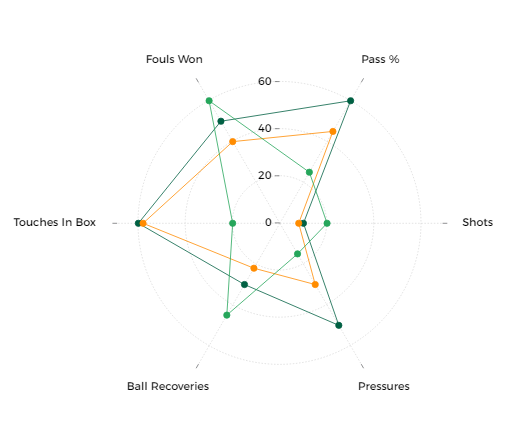 Fouls Won
Pass %
60
40
20
Touches In Box
0
Shots
Ball Recoveries
Pressures